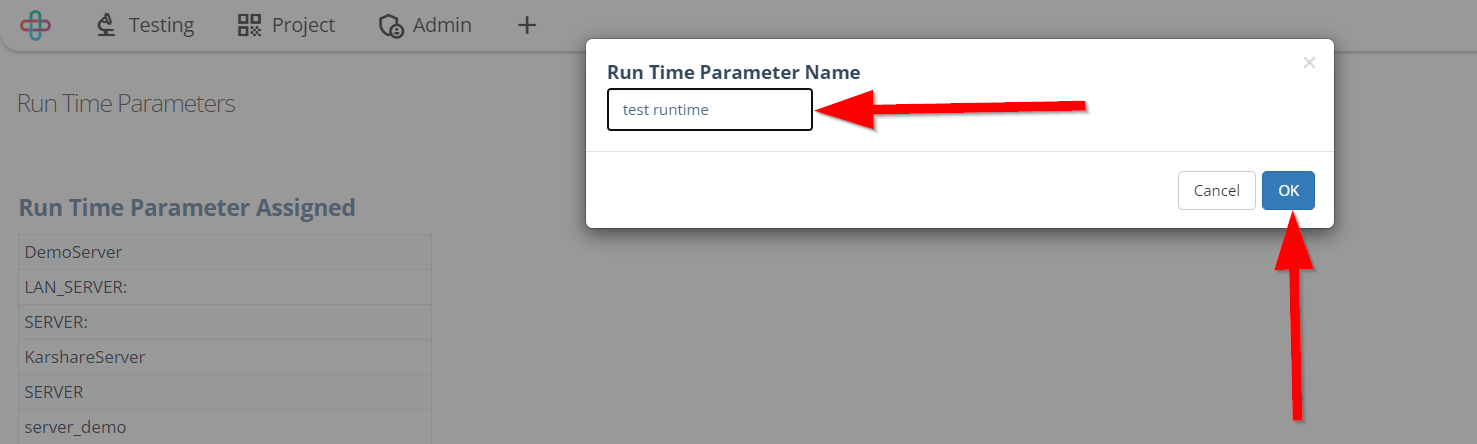 Testing Project Admin +
Run Time Parameter Name
×
test runtime
Run Time Parameters
Cancel OK
Run Time Parameter Assigned
DemoServer
LAN_SERVER:
SERVER:
KarshareServer
SERVER
server_demo